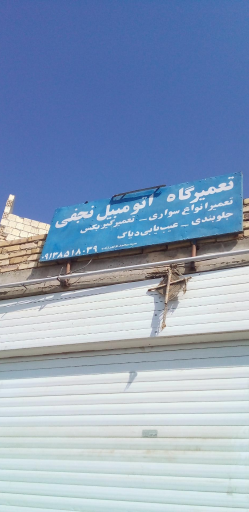 تعمیرگاه اتومبیل نجفی
تعمیر انواع سواری - تعمیر گیربکس
جلوبندی - عیب یابی دیاگ
۰۹۱۳۸۵۱۸۰۳۹